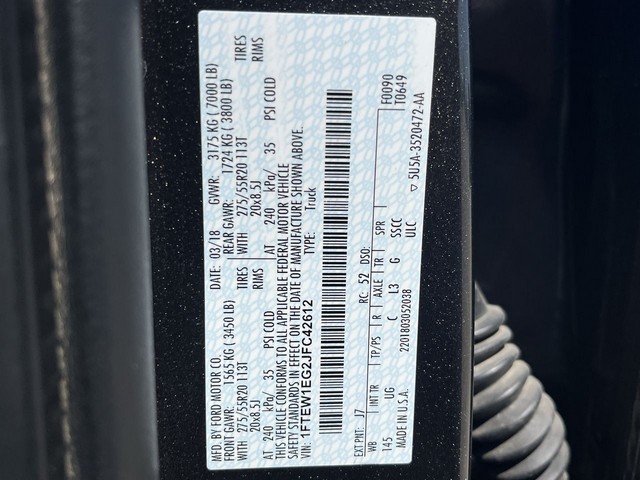 MFD. BY FORD MOTOR CO.
DATE: 03/18 GVWR: 3175 KG ( 7000 LB)
FRONT GAWR: 1565 KG ( 3450 LB) REAR GAWR: 1724 KG ( 3800 LB)
WITH 275/55R20 113T TIRES WITH 275/55R20 113T TIRES
20x8.5J RIMS 20x8.5J RIMS
AT 240 kPa/ 35 PSI COLD AT 240 kPa/ 35 PSI COLD
THIS VEHICLE CONFORMS TO ALL APPLICABLE FEDERAL MOTOR VEHICLE
SAFETY STANDARDS IN EFFECT ON THE DATE OF MANUFACTURE SHOWN ABOVE.
VIN: 1FTEW1EG2JFC42612
TYPE: Truck
F0090
T0649
EXT PNT: J7 RC: 52 DSO:
WB INT TR TP/PS R AXLE TR SPR
145 UG C L3 G SSCC
ULC
MADE IN U.S.A. 2201803052038 ▽ 5U5A-3520472-AA